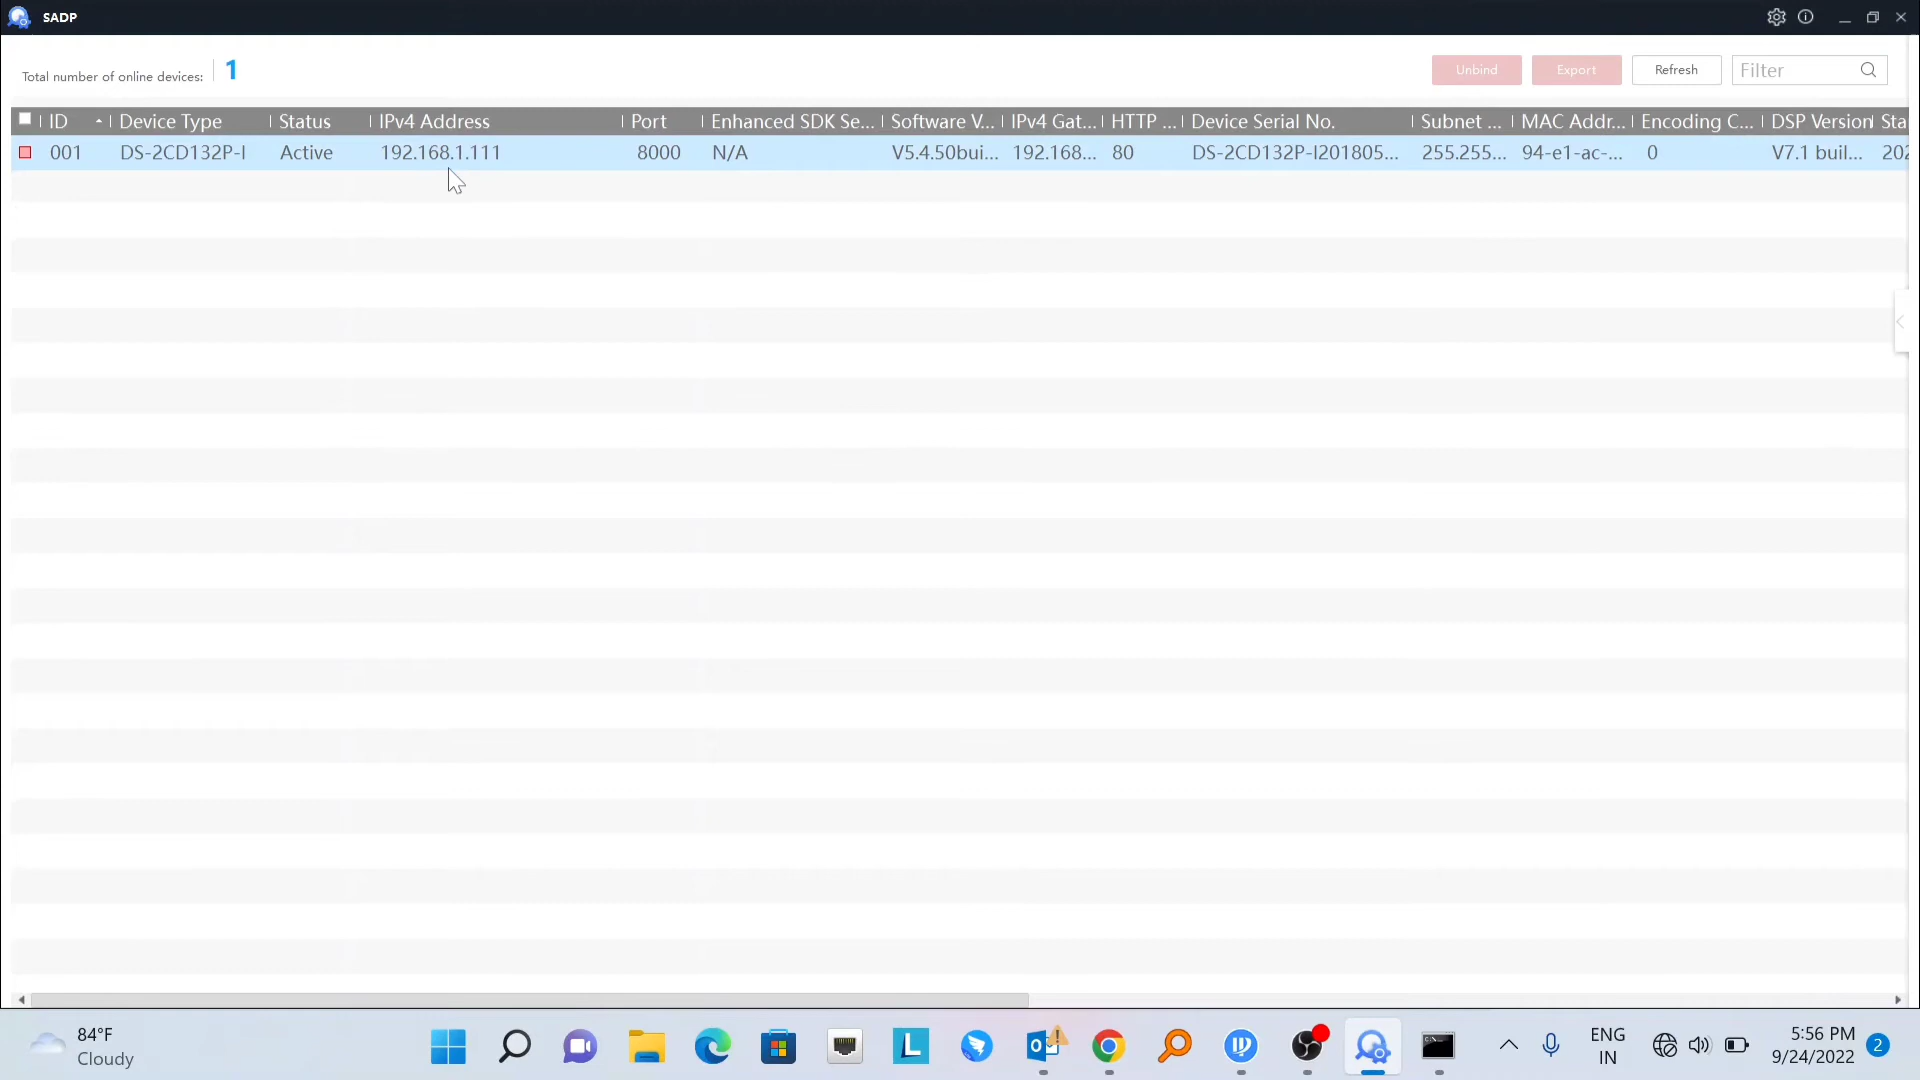 SADP
Total number of online devices: 1
Unbind Export Refresh Filter
ID Device Type Status IPv4 Address Port Enhanced SDK Se... Software V... IPv4 Gat... HTTP ... Device Serial No. Subnet ... MAC Addr... Encoding C... DSP Version Sta
001 DS-2CD132P-I Active 192.168.1.111 8000 N/A V5.4.50bui... 192.168... 80 DS-2CD132P-I201805... 255.255... 94-e1-ac-... 0 V7.1 buil... 202
84°F
Cloudy
ENG
IN
5:56 PM
9/24/2022
2